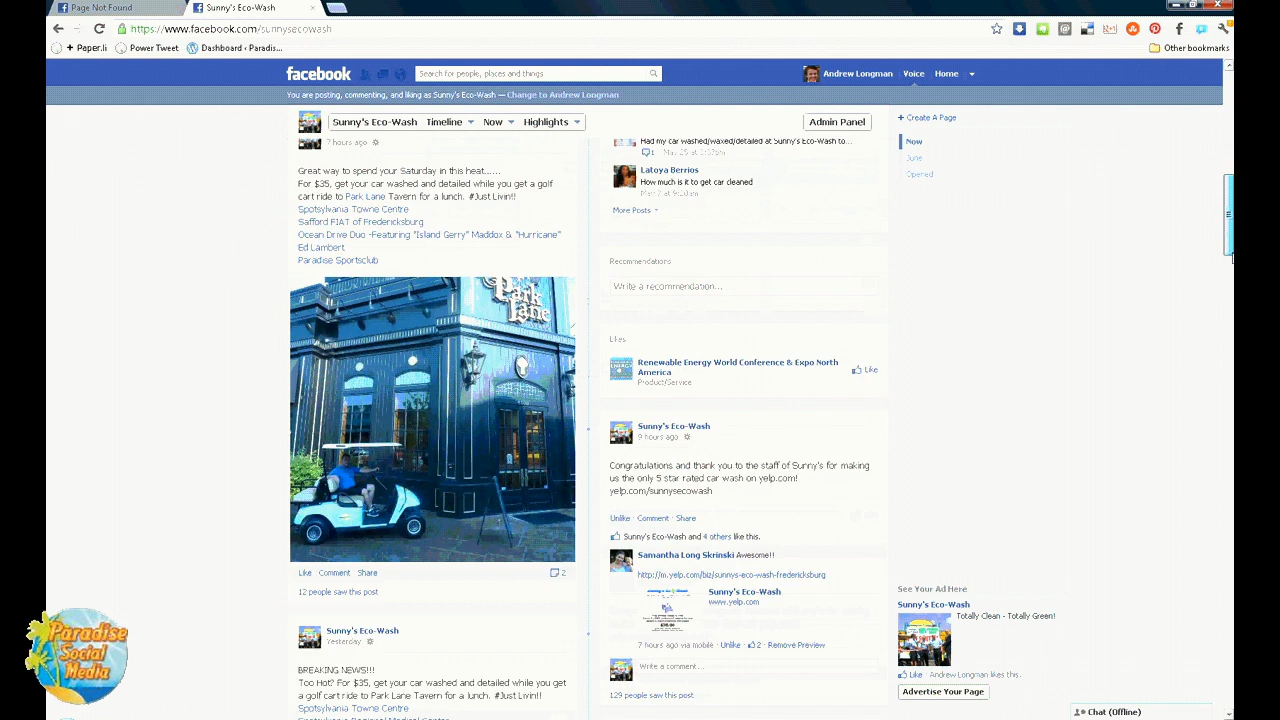 Page Not Found
Sunny's Eco-Wash
https://www.facebook.com/sunnysecowash
+ Paper.li
Power Tweet
Dashboard ‹ Paradis...
Other bookmarks
facebook
Search for people, places and things
Andrew Longman
Voice
Home
You are posting, commenting, and liking as Sunny's Eco-Wash — Change to Andrew Longman
Sunny's Eco-Wash
Timeline
Now
Highlights
Admin Panel
7 hours ago
Great way to spend your Saturday in this heat......
For $35, get your car washed and detailed while you get a golf
cart ride to Park Lane Tavern for a lunch. #Just Livin!!
Spotsylvania Towne Centre
Safford FIAT of Fredericksburg
Ocean Drive Duo -Featuring "Island Gerry" Maddox & "Hurricane"
Ed Lambert
Paradise Sportsclub
Park
Lane
Like Comment Share
2
12 people saw this post
Sunny's Eco-Wash
Yesterday
BREAKING NEWS!!!
Too Hot? For $35, get your car washed and detailed while you get
a golf cart ride to Park Lane Tavern for a lunch. #Just Livin!!
Spotsylvania Towne Centre
Spotsylvania Regional Medical Center
Had my car washed/waxed/detailed at Sunny's Eco-Wash to...
Latoya Berrios
How much is it to get car cleaned
More Posts
Recommendations
Write a recommendation...
Likes
Renewable Energy World Conference & Expo North
America
Product/Service
Like
Sunny's Eco-Wash
9 hours ago
Congratulations and thank you to the staff of Sunny's for making
us the only 5 star rated car wash on yelp.com!
yelp.com/sunnysecowash
Unlike · Comment · Share
Sunny's Eco-Wash and 4 others like this.
Samantha Long Skrinski Awesome!!
http://m.yelp.com/biz/sunnys-eco-wash-fredericksburg
Sunny's Eco-Wash
www.yelp.com
7 hours ago via mobile · Unlike · 2 · Remove Preview
Write a comment...
129 people saw this post
+ Create A Page
Now
June
Opened
See Your Ad Here
Sunny's Eco-Wash
Totally Clean - Totally Green!
Like · Andrew Longman likes this.
Advertise Your Page
Chat (Offline)
Paradise
Social
Media